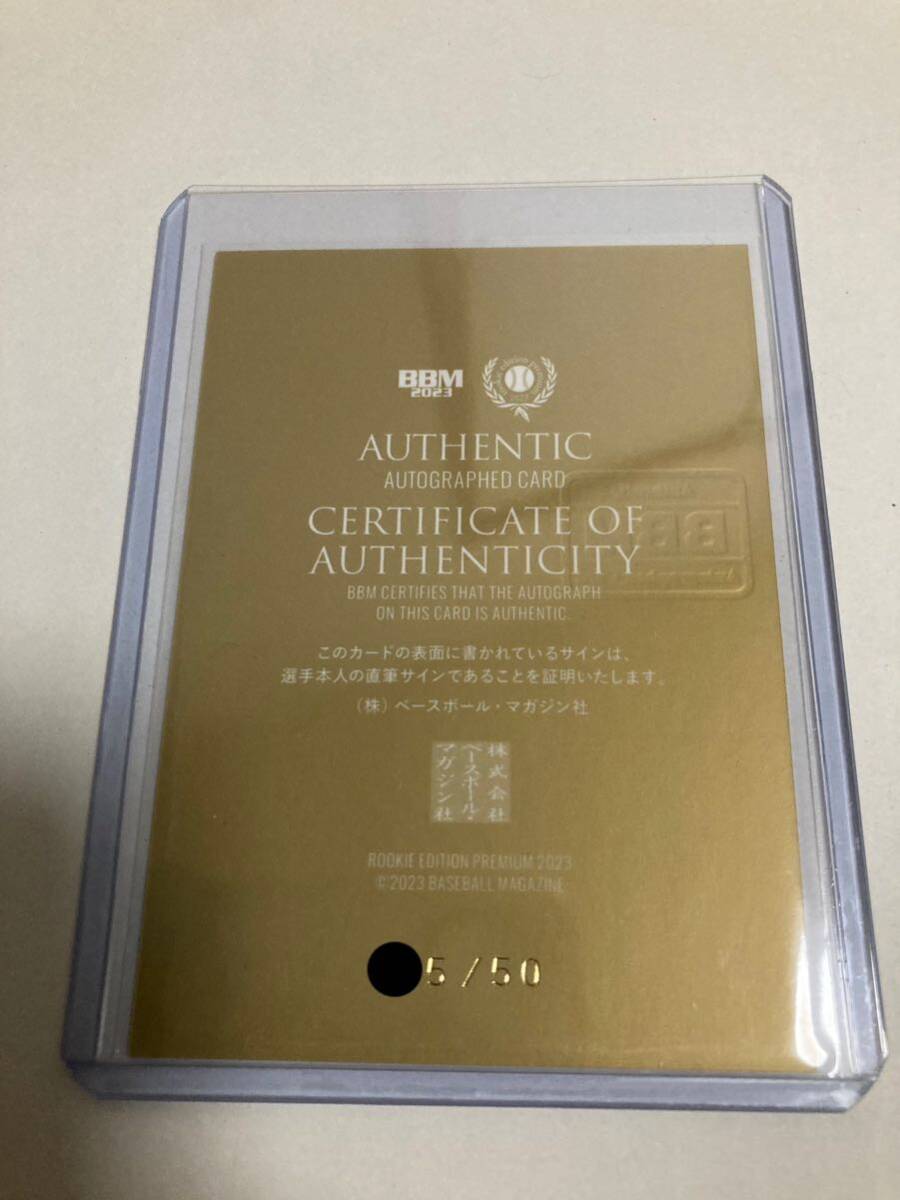 BBM
2023
AUTHENTIC
AUTOGRAPHED CARD
CERTIFICATE OF
AUTHENTICITY
BBM CERTIFIES THAT THE AUTOGRAPH
ON THIS CARD IS AUTHENTIC.
このカードの表面に書かれているサインは、
選手本人の直筆サインであることを証明いたします。
(株)ベースボール・マガジン社
株式会社
ベースボール・
マガジン社
ROOKIE EDITION PREMIUM 2023
©2023 BASEBALL MAGAZINE
5/50